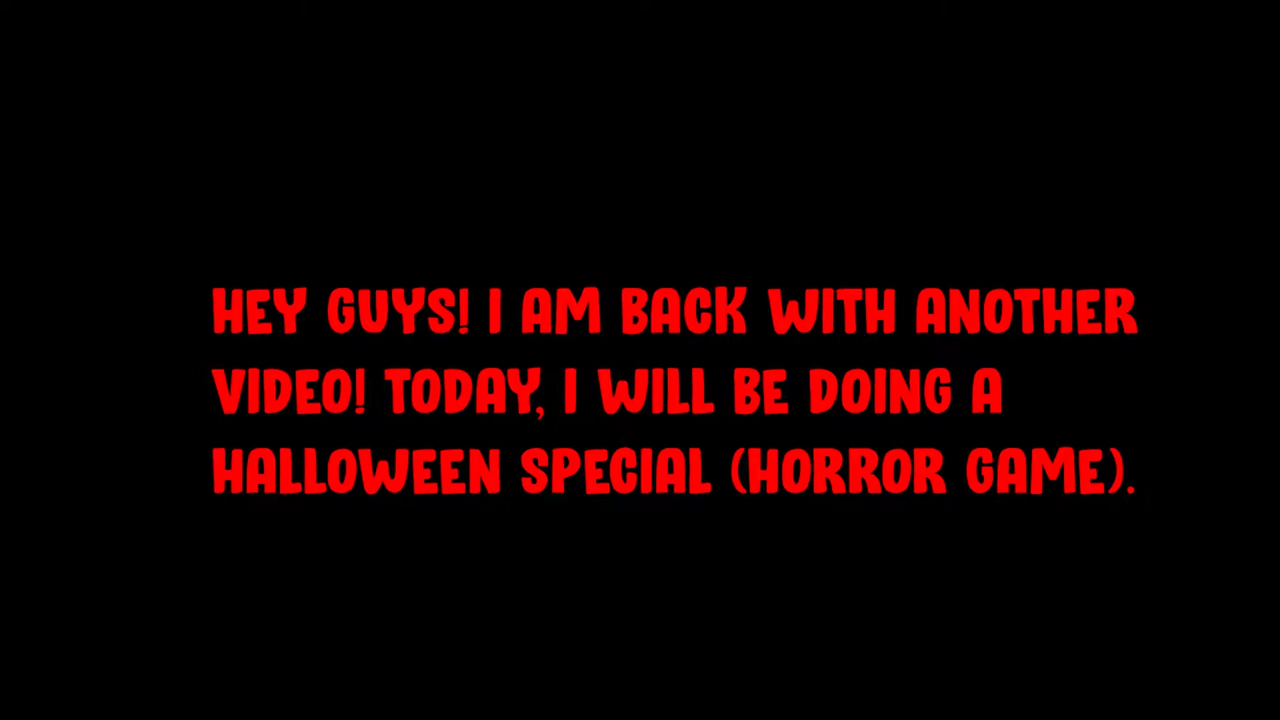 HEY GUYS! I AM BACK WITH ANOTHER
VIDEO! TODAY, I WILL BE DOING A
HALLOWEEN SPECIAL (HORROR GAME).